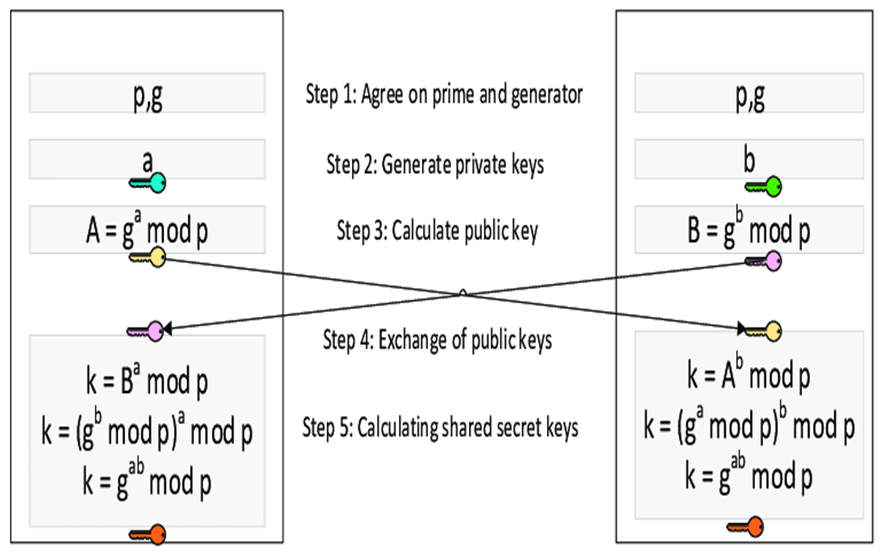 p,g
Step 1: Agree on prime and generator
p,g
a
Step 2: Generate private keys
b
A = g^a mod p
Step 3: Calculate public key
B = g^b mod p
Step 4: Exchange of public keys
k = B^a mod p
k = A^b mod p
k = (g^b mod p)^a mod p
Step 5: Calculating shared secret keys
k = (g^a mod p)^b mod p
k = g^ab mod p
k = g^ab mod p